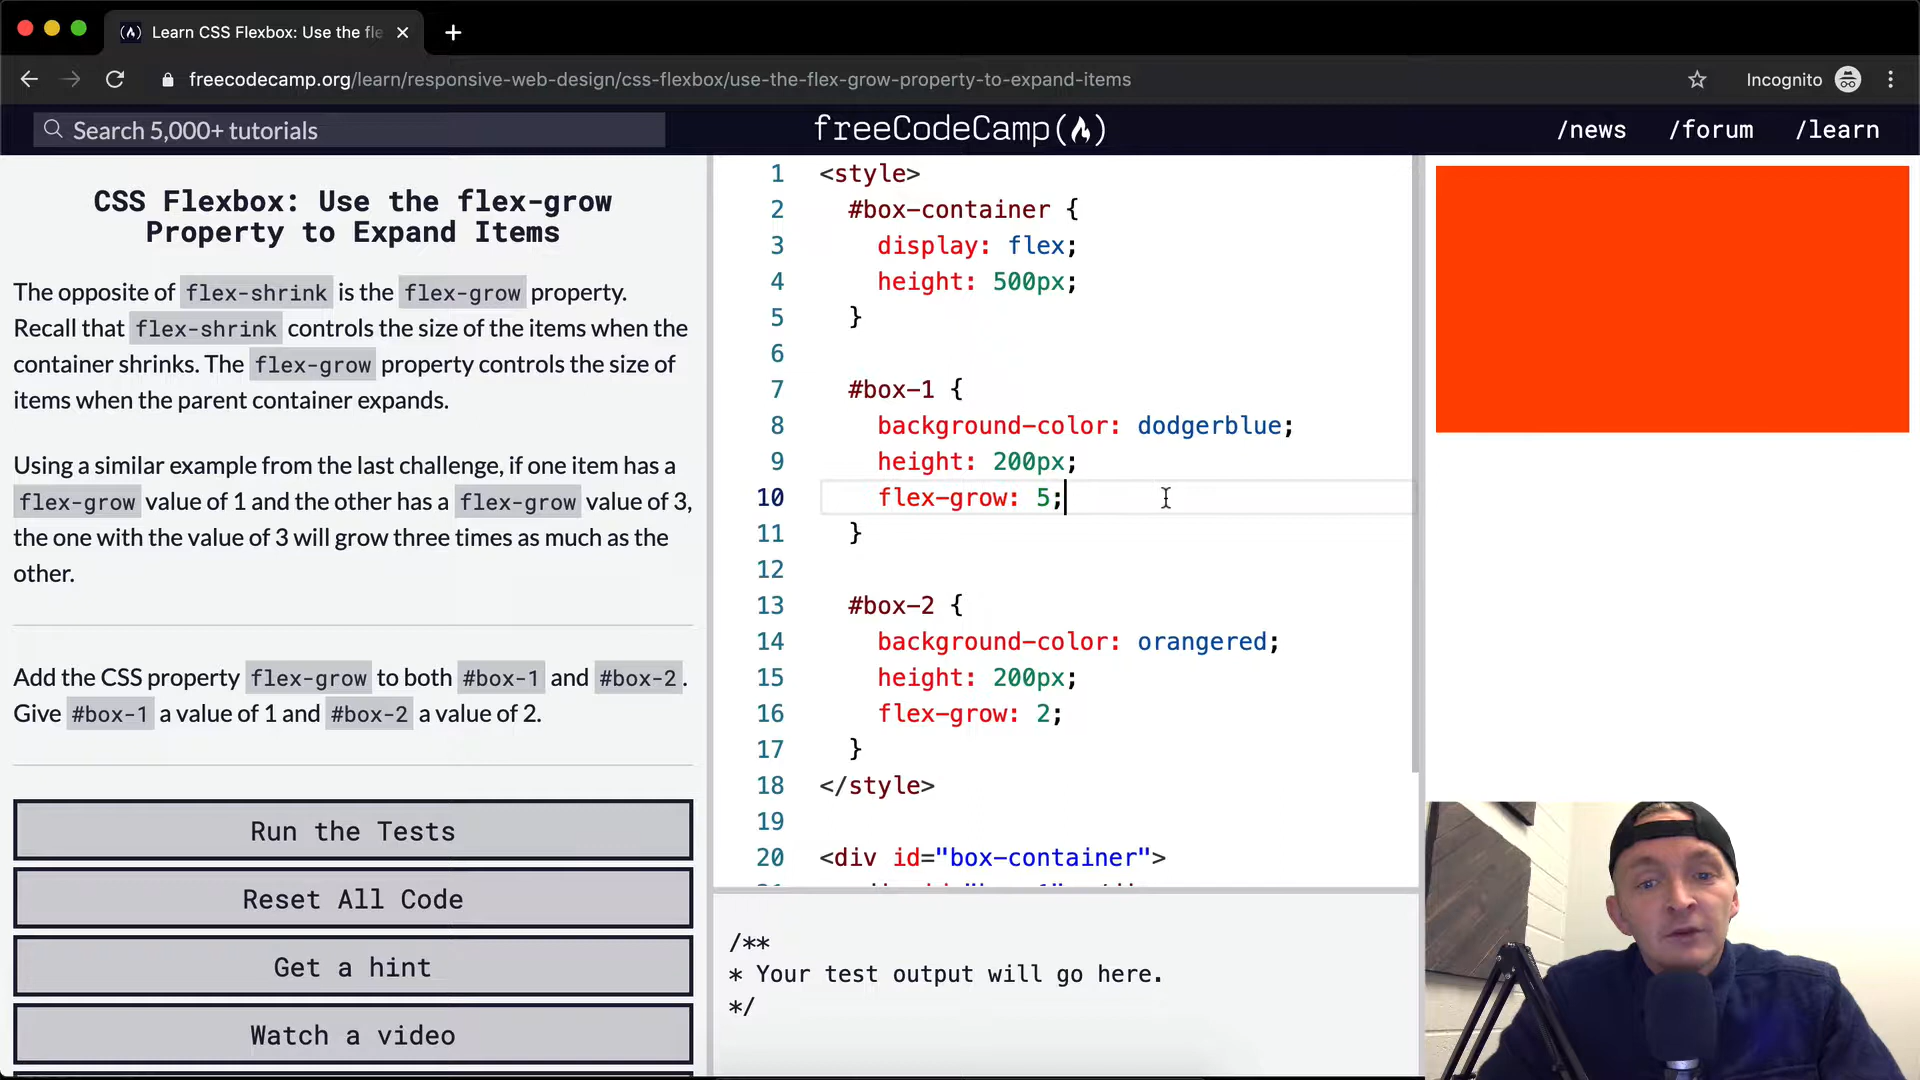 Learn CSS Flexbox: Use the fle
freecodecamp.org/learn/responsive-web-design/css-flexbox/use-the-flex-grow-property-to-expand-items
Incognito
Search 5,000+ tutorials
freeCodeCamp
/news /forum /learn
CSS Flexbox: Use the flex-grow
Property to Expand Items
The opposite of flex-shrink is the flex-grow property.
Recall that flex-shrink controls the size of the items when the
container shrinks. The flex-grow property controls the size of
items when the parent container expands.
Using a similar example from the last challenge, if one item has a
flex-grow value of 1 and the other has a flex-grow value of 3,
the one with the value of 3 will grow three times as much as the
other.
Add the CSS property flex-grow to both #box-1 and #box-2.
Give #box-1 a value of 1 and #box-2 a value of 2.
Run the Tests
Reset All Code
Get a hint
Watch a video
1 <style>
2 #box-container {
3 display: flex;
4 height: 500px;
5 }
6
7 #box-1 {
8 background-color: dodgerblue;
9 height: 200px;
10 flex-grow: 5;
11 }
12
13 #box-2 {
14 background-color: orangered;
15 height: 200px;
16 flex-grow: 2;
17 }
18 </style>
19
20 <div id="box-container">
/**
* Your test output will go here.
*/